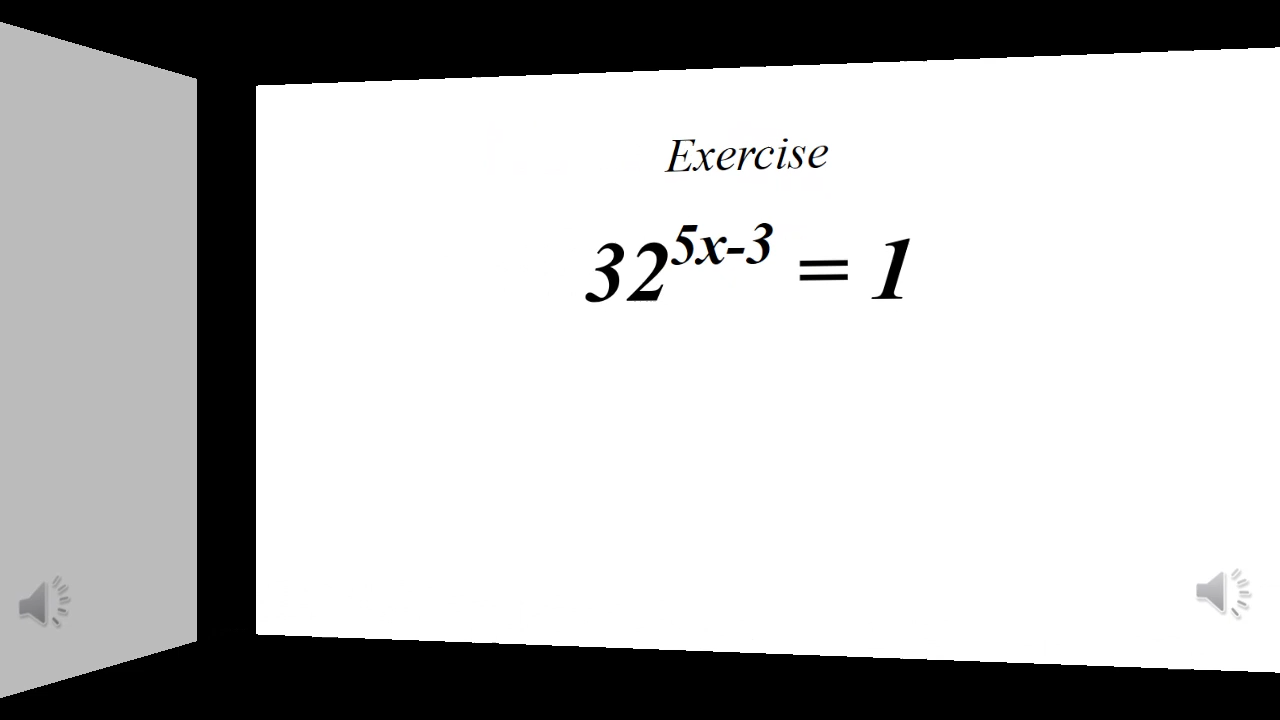 Exercise
32^{5x-3} = 1